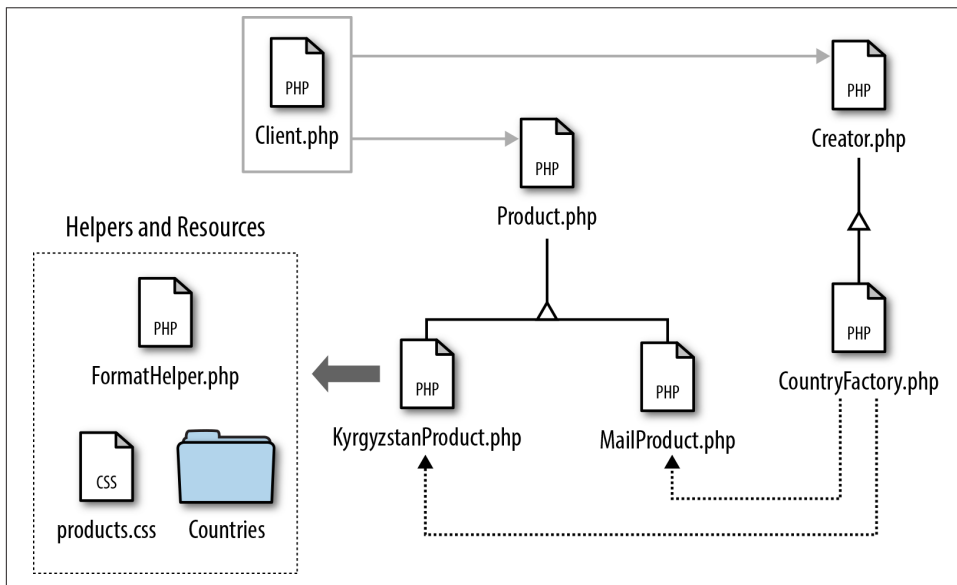 PHP
Client.php
PHP
Creator.php
PHP
Product.php
Helpers and Resources
PHP
FormatHelper.php
PHP
KyrgyzstanProduct.php
PHP
MailProduct.php
PHP
CountryFactory.php
CSS
products.css
Countries